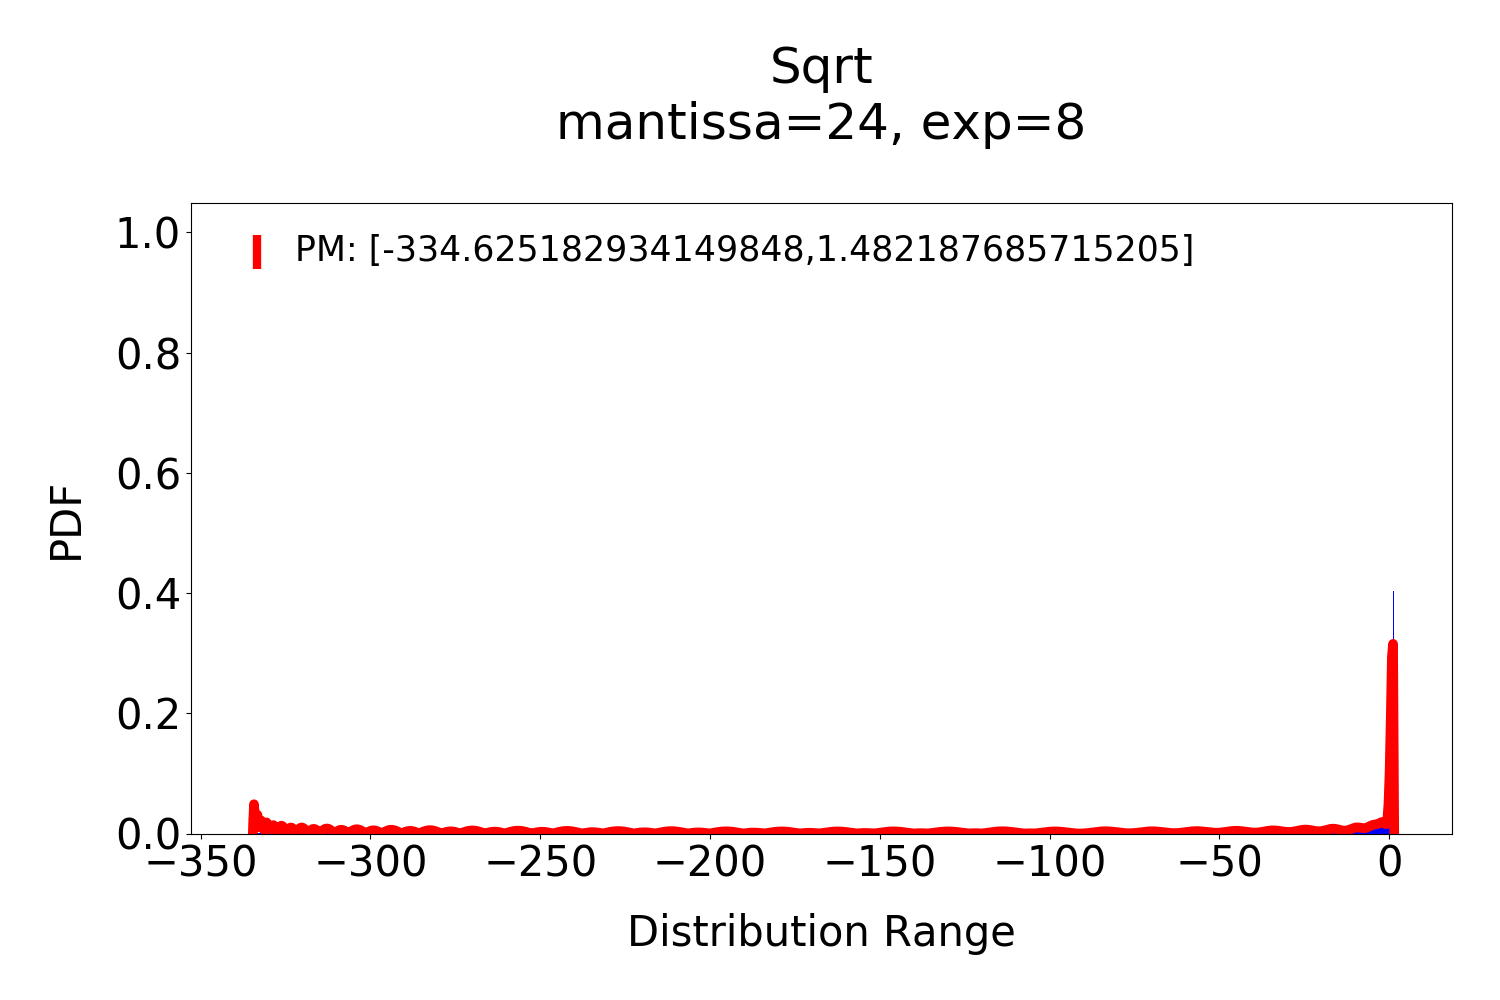 Sqrt
mantissa=24, exp=8
PM: [-334.625182934149848,1.482187685715205]
1.0
0.8
0.6
0.4
0.2
0.0
PDF
−350 −300 −250 −200 −150 −100 −50 0
Distribution Range